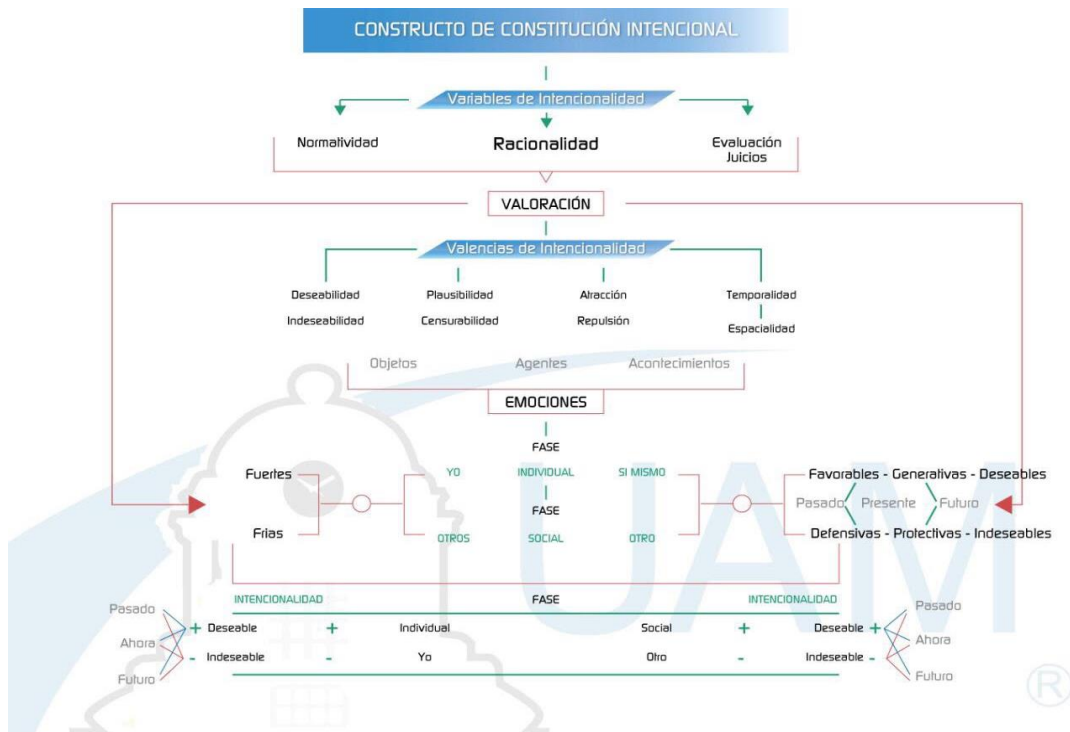 CONSTRUCTO DE CONSTITUCIÓN INTENCIONAL
Variables de Intencionalidad
Normatividad Racionalidad Evaluación
Juicios
VALORACIÓN
Valencias de Intencionalidad
Deseabilidad Plausibilidad Atracción Temporalidad
Indeseabilidad Censurabilidad Repulsión Espacialidad
Objetos Agentes Acontecimientos
EMOCIONES
FASE
Fuertes YO INDIVIDUAL SI MISMO Favorables - Generativas - Deseables
Pasado Presente Futuro
FASE
Frias OTROS SOCIAL OTRO Defensivas - Protectivas - Indeseables
UAM
INTENCIONALIDAD FASE INTENCIONALIDAD
Pasado Pasado
+ Deseable + Individual Social + Deseable +
Ahora Ahora
- Indeseable - Yo Otro - Indeseable -
Futuro Futuro
®